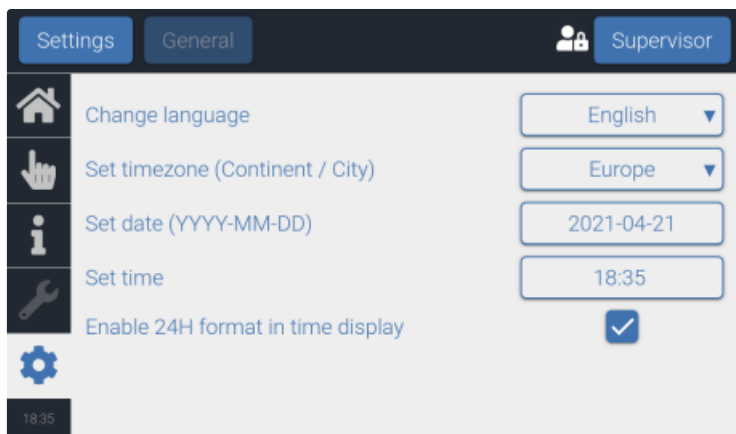 Settings General Supervisor
Change language English
Set timezone (Continent / City) Europe
Set date (YYYY-MM-DD) 2021-04-21
Set time 18:35
Enable 24H format in time display
18:35